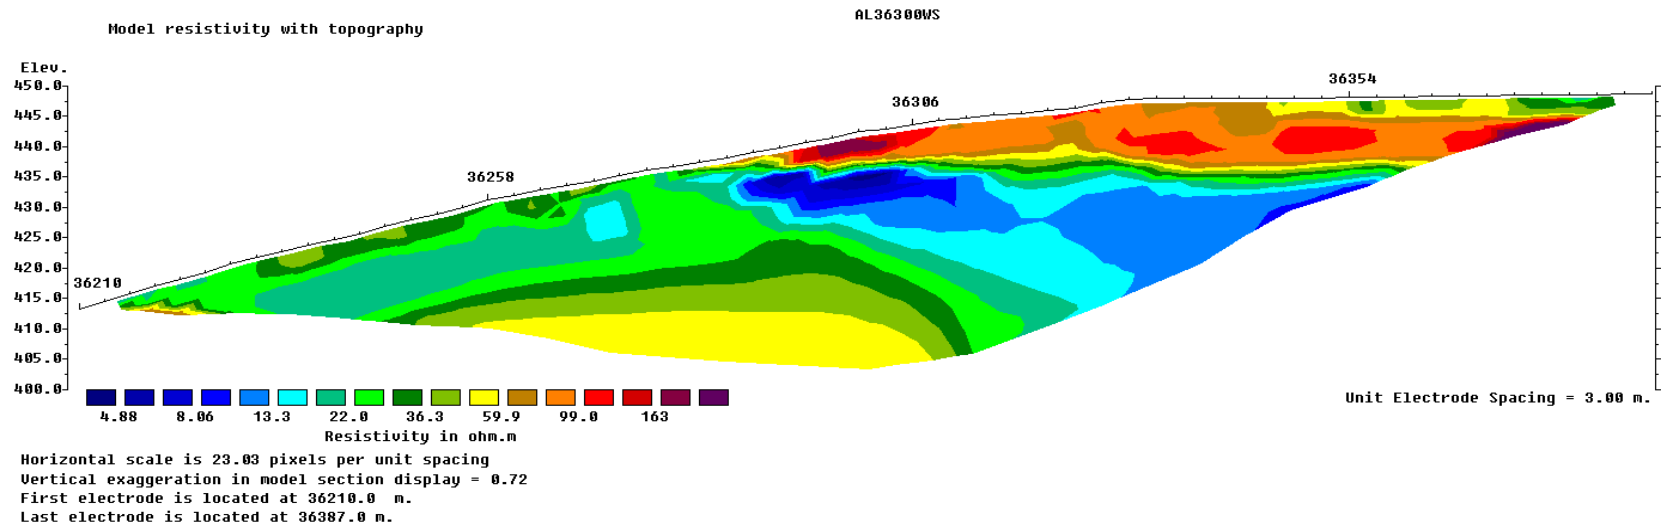 AL36300WS
Model resistivity with topography
Elev.
450.0
445.0
440.0
435.0
430.0
425.0
420.0
415.0
410.0
405.0
400.0
36210
36258
36306
36354
4.88 8.06 13.3 22.0 36.3 59.9 99.0 163
Resistivity in ohm.m
Unit Electrode Spacing = 3.00 m.
Horizontal scale is 23.03 pixels per unit spacing
Vertical exaggeration in model section display = 0.72
First electrode is located at 36210.0 m.
Last electrode is located at 36387.0 m.